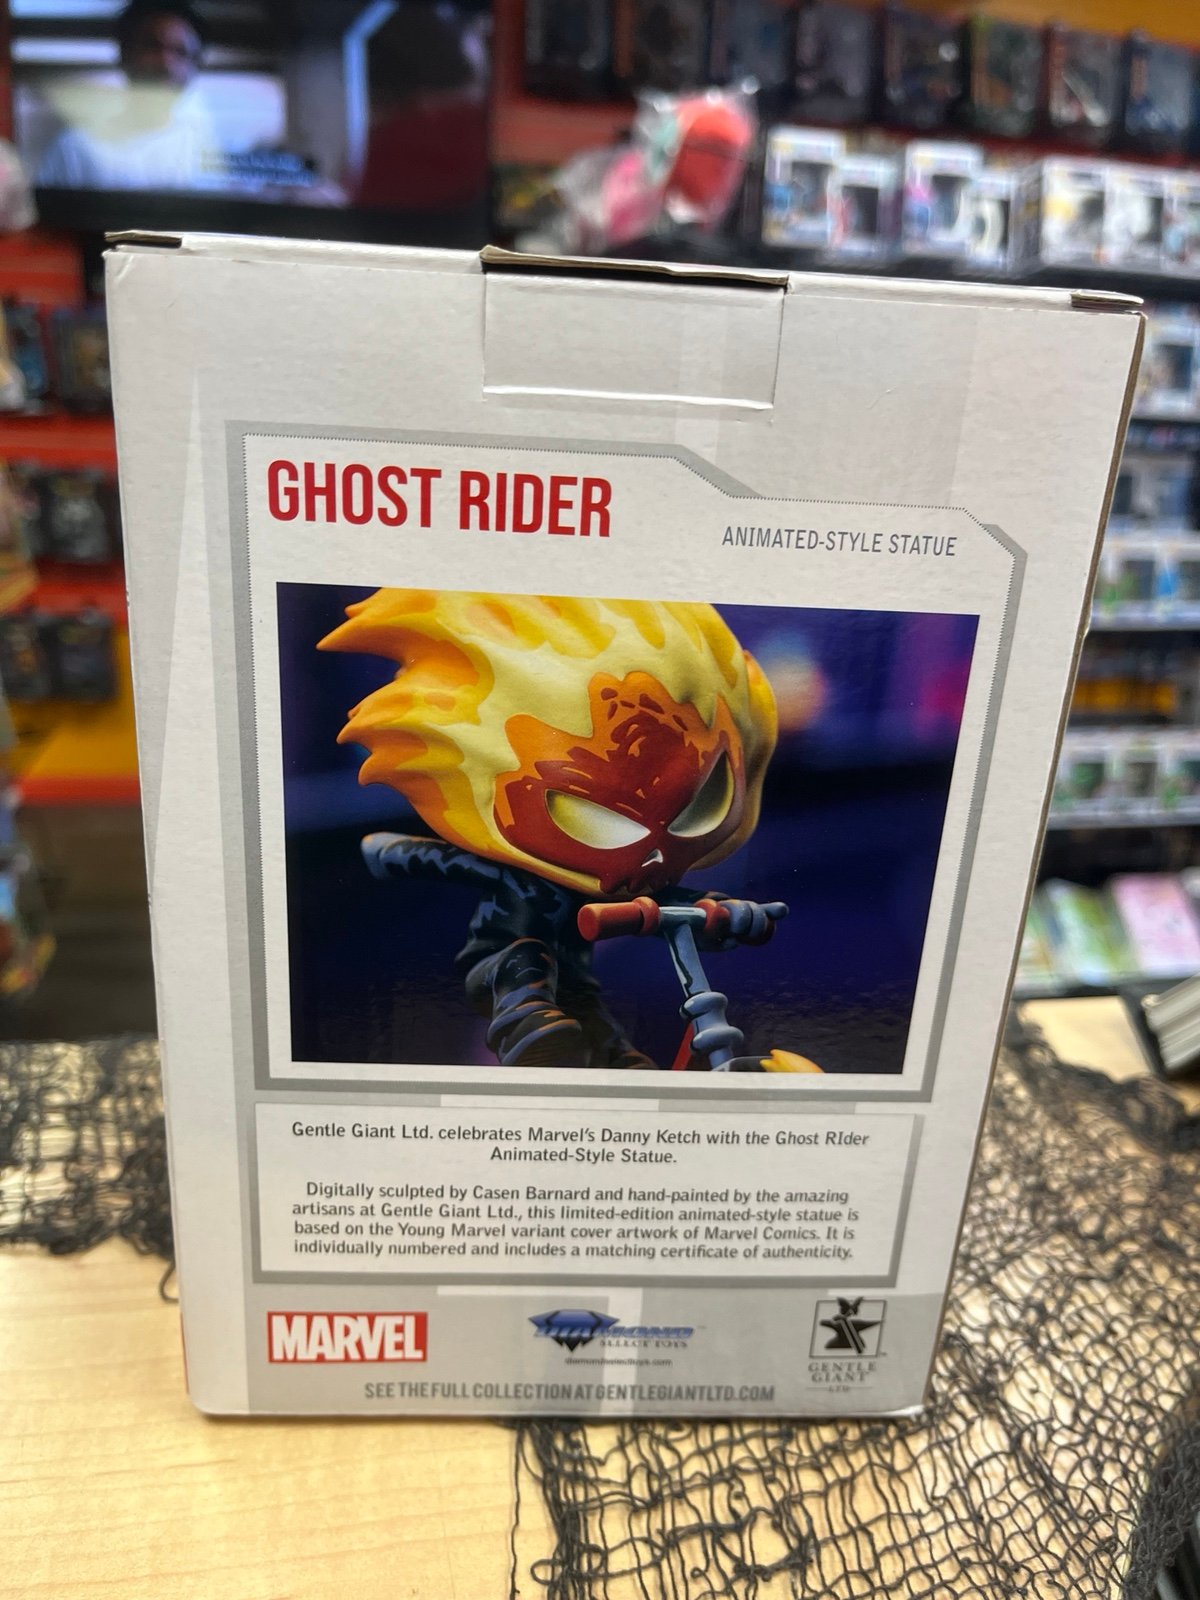 GHOST RIDER
ANIMATED-STYLE STATUE
Gentle Giant Ltd. celebrates Marvel's Danny Ketch with the Ghost RIder
Animated-Style Statue.
Digitally sculpted by Casen Barnard and hand-painted by the amazing
artisans at Gentle Giant Ltd., this limited-edition animated-style statue is
based on the Young Marvel variant cover artwork of Marvel Comics. It is
individually numbered and includes a matching certificate of authenticity.
MARVEL
DIAMOND
SELECT TOYS
diamondselecttoys.com
GENTLE
GIANT
LTD
SEE THE FULL COLLECTION AT GENTLEGIANTLTD.COM